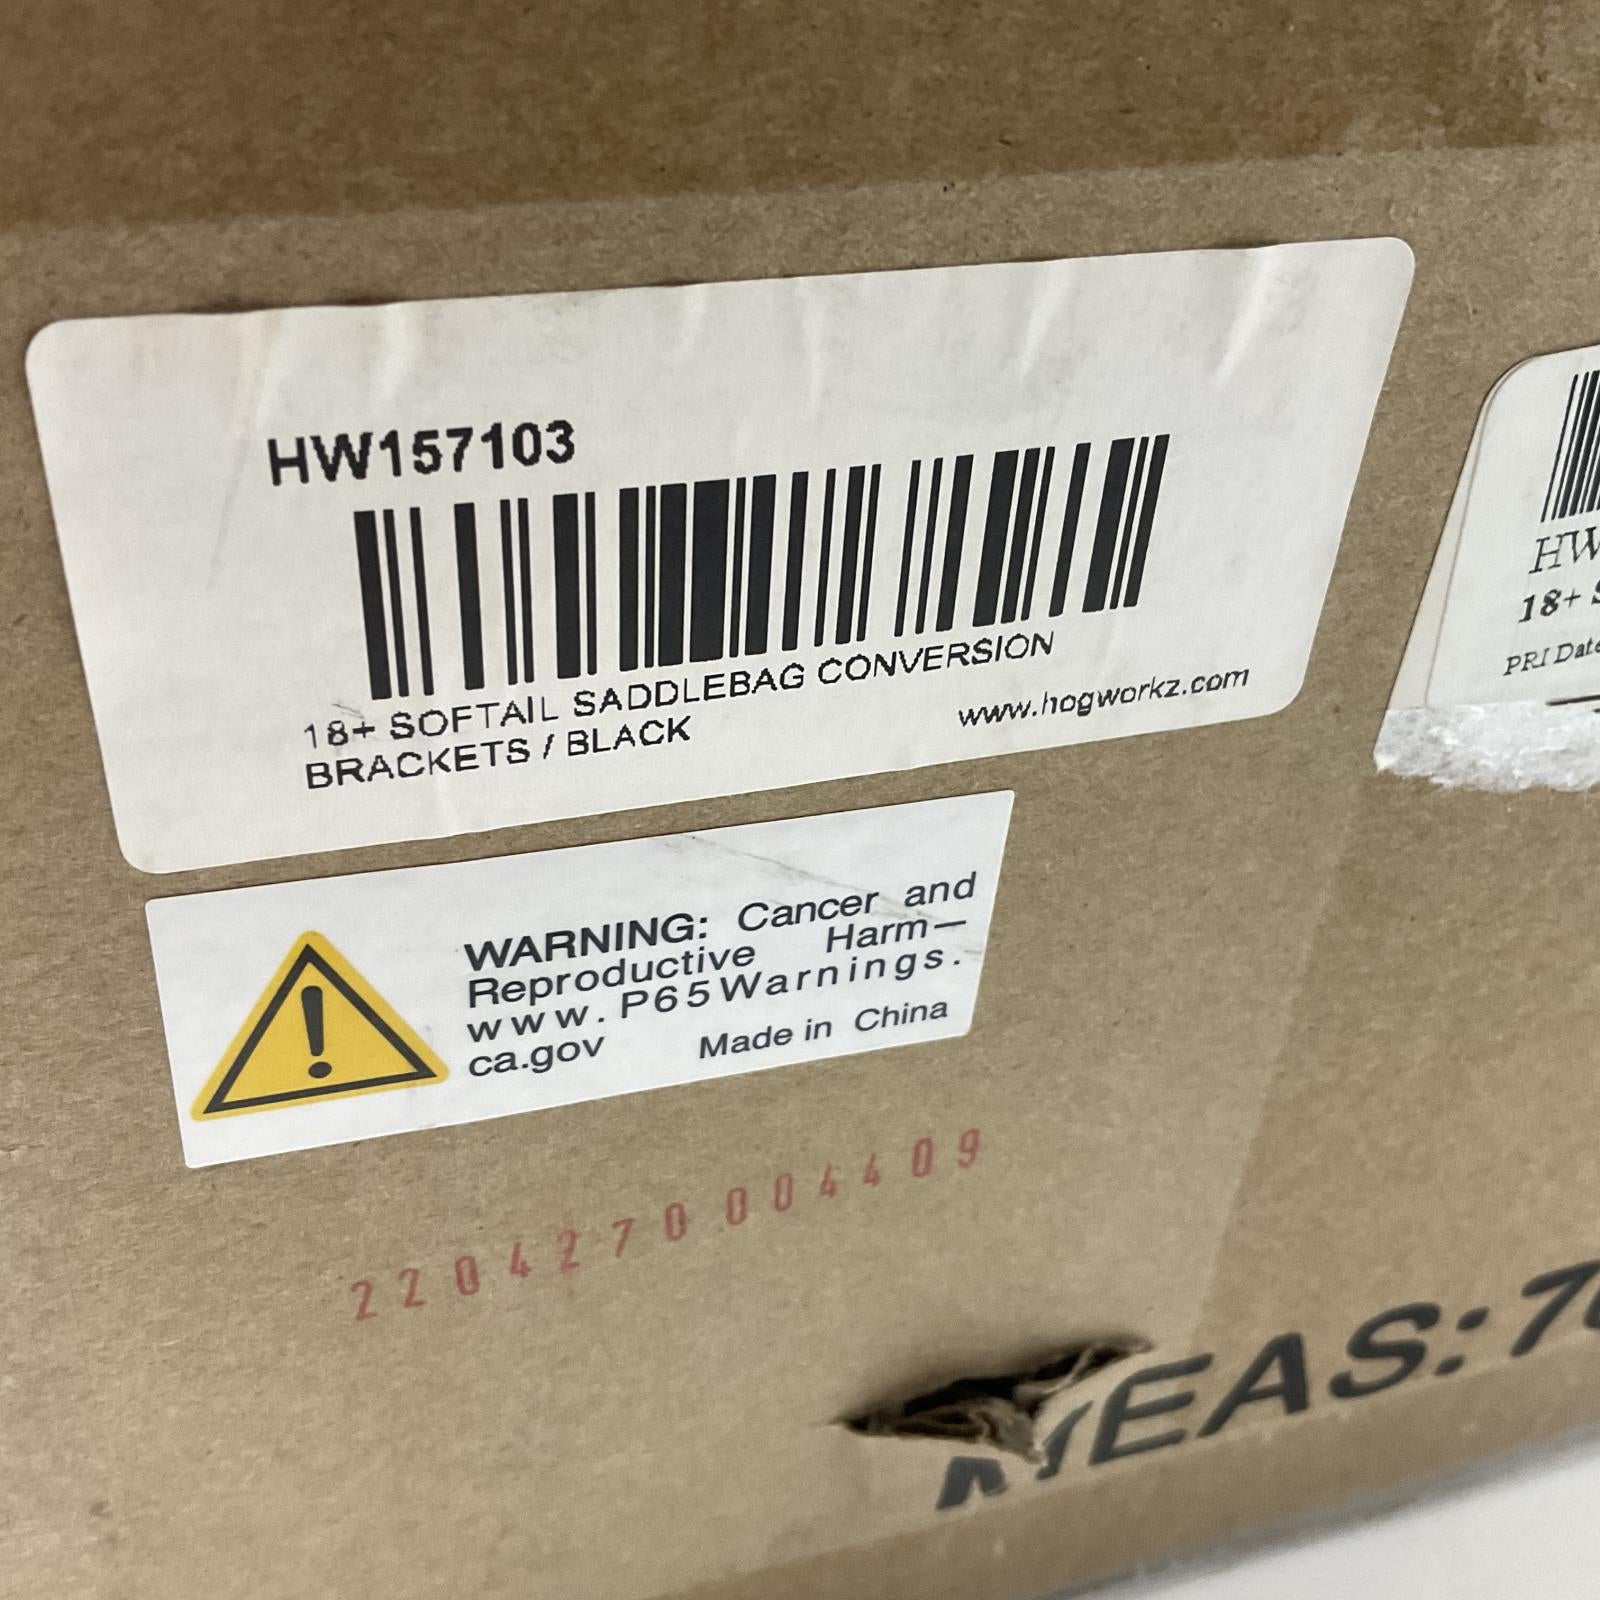 HW157103
18+ SOFTAIL SADDLEBAG CONVERSION
BRACKETS / BLACK
www.hogworkz.com
WARNING: Cancer and
Reproductive Harm—
www.P65Warnings.
ca.gov Made in China
2204270004409
MEAS:
HW
18+
PRI Date